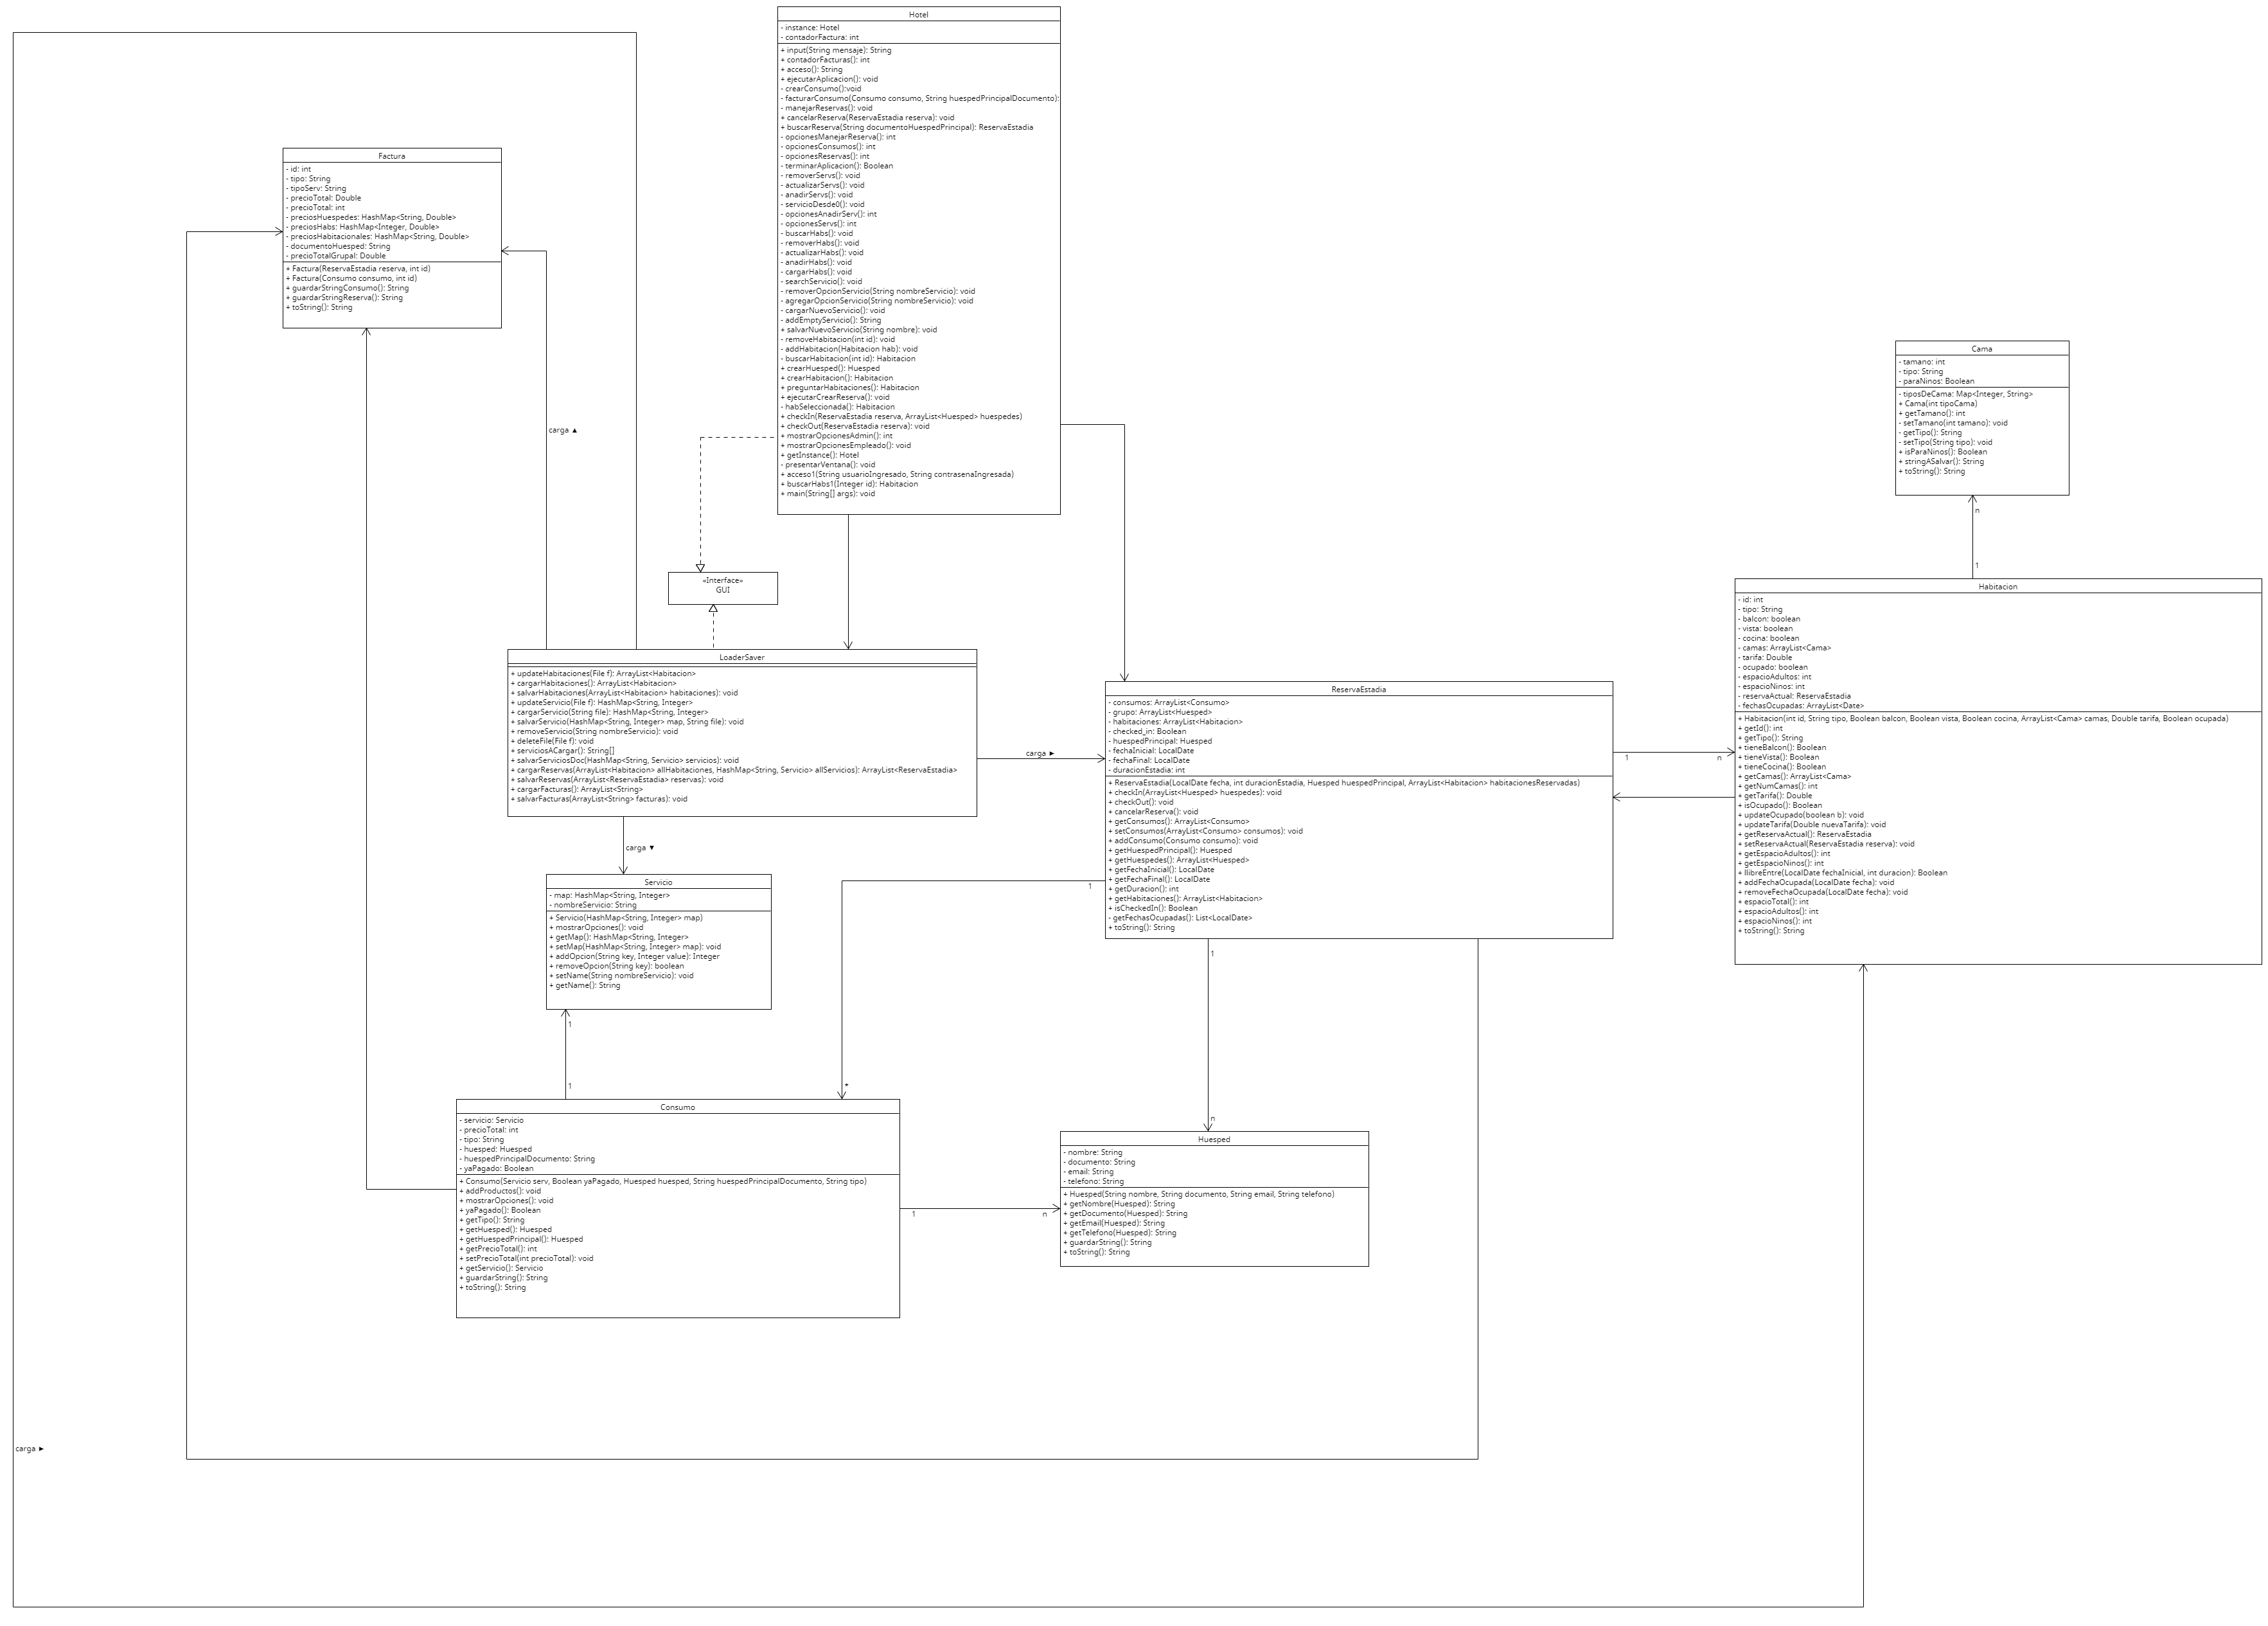 Hotel
- instance: Hotel
- contadorFactura: int
+ input(String mensaje): String
+ contadorFacturas(): int
+ acceso(): String
+ ejecutarAplicacion(): void
- crearConsumo():void
- facturarConsumo(Consumo consumo, String huespedPrincipalDocumento):
- manejarReservas(): void
+ cancelarReserva(ReservaEstadia reserva): void
+ buscarReserva(String documentoHuespedPrincipal): ReservaEstadia
- opcionesManejarReserva(): int
- opcionesConsumos(): int
- opcionesReservas(): int
- terminarAplicacion(): Boolean
- removerServs(): void
- actualizarServs(): void
- anadirServs(): void
- servicioDesde0(): void
- opcionesAnadirServ(): int
- opcionesServs(): int
- buscarHabs(): void
- removerHabs(): void
- actualizarHabs(): void
- anadirHabs(): void
- cargarHabs(): void
- searchServicio(): void
- removerOpcionServicio(String nombreServicio): void
- agregarOpcionServicio(String nombreServicio): void
- cargarNuevoServicio(): void
- addEmptyServicio(): String
+ salvarNuevoServicio(String nombre): void
- removeHabitacion(int id): void
- addHabitacion(Habitacion hab): void
- buscarHabitacion(int id): Habitacion
+ crearHuesped(): Huesped
+ crearHabitacion(): Habitacion
+ preguntarHabitaciones(): Habitacion
+ ejecutarCrearReserva(): void
- habSeleccionada(): Habitacion
+ checkIn(ReservaEstadia reserva, ArrayList<Huesped> huespedes)
+ checkOut(ReservaEstadia reserva): void
+ mostrarOpcionesAdmin(): int
+ mostrarOpcionesEmpleado(): void
+ getInstance(): Hotel
- presentarVentana(): void
+ acceso1(String usuarioIngresado, String contrasenaIngresada)
+ buscarHabs1(Integer id): Habitacion
+ main(String[] args): void
Factura
- id: int
- tipo: String
- tipoServ: String
- precioTotal: Double
- precioTotal: int
- preciosHuespedes: HashMap<String, Double>
- preciosHabs: HashMap<Integer, Double>
- preciosHabitacionales: HashMap<String, Double>
- documentoHuesped: String
- precioTotalGrupal: Double
+ Factura(ReservaEstadia reserva, int id)
+ Factura(Consumo consumo, int id)
+ guardarStringConsumo(): String
+ guardarStringReserva(): String
+ toString(): String
Cama
- tamano: int
- tipo: String
- paraNinos: Boolean
- tiposDeCama: Map<Integer, String>
+ Cama(int tipoCama)
+ getTamano(): int
- setTamano(int tamano): void
- getTipo(): String
- setTipo(String tipo): void
+ isParaNinos(): Boolean
+ stringASalvar(): String
+ toString(): String
carga ▲
n
1
«Interface»
GUI
Habitacion
- id: int
- tipo: String
- balcon: boolean
- vista: boolean
- cocina: boolean
- camas: ArrayList<Cama>
- tarifa: Double
- ocupado: boolean
- espacioAdultos: int
- espacioNinos: int
- reservaActual: ReservaEstadia
- fechasOcupadas: ArrayList<Date>
+ Habitacion(int id, String tipo, Boolean balcon, Boolean vista, Boolean cocina, ArrayList<Cama> camas, Double tarifa, Boolean ocupada)
+ getId(): int
+ getTipo(): String
+ tieneBalcon(): Boolean
+ tieneVista(): Boolean
+ tieneCocina(): Boolean
+ getCamas(): ArrayList<Cama>
+ getNumCamas(): int
+ getTarifa(): Double
+ isOcupado(): Boolean
+ updateOcupado(boolean b): void
+ updateTarifa(Double nuevaTarifa): void
+ getReservaActual(): ReservaEstadia
+ setReservaActual(ReservaEstadia reserva): void
+ getEspacioAdultos(): int
+ getEspacioNinos(): int
+ llibreEntre(LocalDate fechaInicial, int duracion): Boolean
+ addFechaOcupada(LocalDate fecha): void
+ removeFechaOcupada(LocalDate fecha): void
+ espacioTotal(): int
+ espacioAdultos(): int
+ espacioNinos(): int
+ toString(): String
LoaderSaver
+ updateHabitaciones(File f): ArrayList<Habitacion>
+ cargarHabitaciones(): ArrayList<Habitacion>
+ salvarHabitaciones(ArrayList<Habitacion> habitaciones): void
+ updateServicio(File f): HashMap<String, Integer>
+ cargarServicio(String file): HashMap<String, Integer>
+ salvarServicio(HashMap<String, Integer> map, String file): void
+ removeServicio(String nombreServicio): void
+ deleteFile(File f): void
+ serviciosACargar(): String[]
+ salvarServiciosDoc(HashMap<String, Servicio> servicios): void
+ cargarReservas(ArrayList<Habitacion> allHabitaciones, HashMap<String, Servicio> allServicios): ArrayList<ReservaEstadia>
+ salvarReservas(ArrayList<ReservaEstadia> reservas): void
+ cargarFacturas(): ArrayList<String>
+ salvarFacturas(ArrayList<String> facturas): void
carga ►
ReservaEstadia
- consumos: ArrayList<Consumo>
- grupo: ArrayList<Huesped>
- habitaciones: ArrayList<Habitacion>
- checked_in: Boolean
- huespedPrincipal: Huesped
- fechaInicial: LocalDate
- fechaFinal: LocalDate
- duracionEstadia: int
+ ReservaEstadia(LocalDate fecha, int duracionEstadia, Huesped huespedPrincipal, ArrayList<Habitacion> habitacionesReservadas)
+ checkIn(ArrayList<Huesped> huespedes): void
+ checkOut(): void
+ cancelarReserva(): void
+ getConsumos(): ArrayList<Consumo>
+ setConsumos(ArrayList<Consumo> consumos): void
+ addConsumo(Consumo consumo): void
+ getHuespedPrincipal(): Huesped
+ getHuespedes(): ArrayList<Huesped>
+ getFechaInicial(): LocalDate
+ getFechaFinal(): LocalDate
+ getDuracion(): int
+ getHabitaciones(): ArrayList<Habitacion>
+ isCheckedIn(): Boolean
- getFechasOcupadas(): List<LocalDate>
+ toString(): String
1 n
carga ▼
Servicio
- map: HashMap<String, Integer>
- nombreServicio: String
+ Servicio(HashMap<String, Integer> map)
+ mostrarOpciones(): void
+ getMap(): HashMap<String, Integer>
+ setMap(HashMap<String, Integer> map): void
+ addOpcion(String key, Integer value): Integer
+ removeOpcion(String key): boolean
+ setName(String nombreServicio): void
+ getName(): String
1
1
1
1
*
n
Consumo
- servicio: Servicio
- precioTotal: int
- tipo: String
- huesped: Huesped
- huespedPrincipalDocumento: String
- yaPagado: Boolean
+ Consumo(Servicio serv, Boolean yaPagado, Huesped huesped, String huespedPrincipalDocumento, String tipo)
+ addProductos(): void
+ mostrarOpciones(): void
+ yaPagado(): Boolean
+ getTipo(): String
+ getHuesped(): Huesped
+ getHuespedPrincipal(): Huesped
+ getPrecioTotal(): int
+ setPrecioTotal(int precioTotal): void
+ getServicio(): Servicio
+ guardarString(): String
+ toString(): String
1 n
Huesped
- nombre: String
- documento: String
- email: String
- telefono: String
+ Huesped(String nombre, String documento, String email, String telefono)
+ getNombre(Huesped): String
+ getDocumento(Huesped): String
+ getEmail(Huesped): String
+ getTelefono(Huesped): String
+ guardarString(): String
+ toString(): String
carga ►